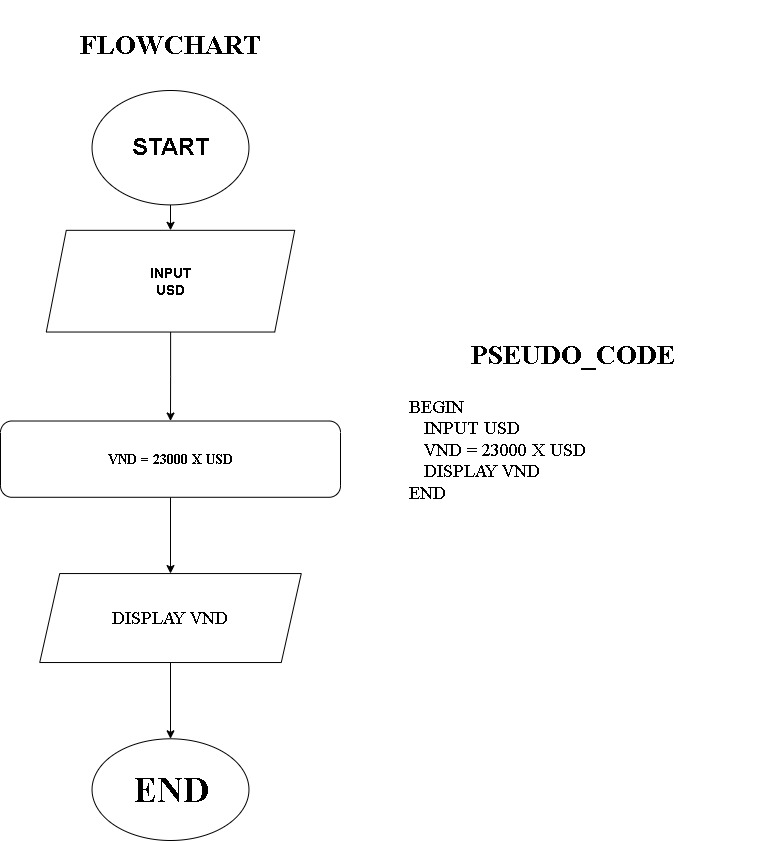 FLOWCHART
START
INPUT
USD
VND = 23000 X USD
DISPLAY VND
END
PSEUDO_CODE
BEGIN
INPUT USD
VND = 23000 X USD
DISPLAY VND
END